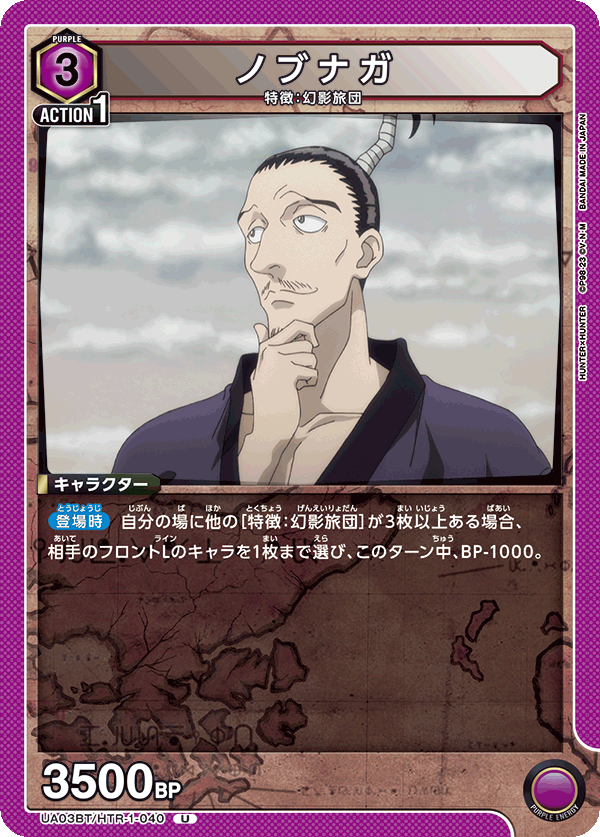 PURPLE
3
ACTION1
ノブナガ
特徴:幻影旅団
HUNTER×HUNTER ©P98-23 ©V・N・M BANDAI MADE IN JAPAN
キャラクター
登場時 自分の場に他の[特徴:幻影旅団]が3枚以上ある場合、
相手のフロントLのキャラを1枚まで選び、このターン中、BP-1000。
3500BP
PURPLE ENERGY
UA03BT/HTR-1-040 U